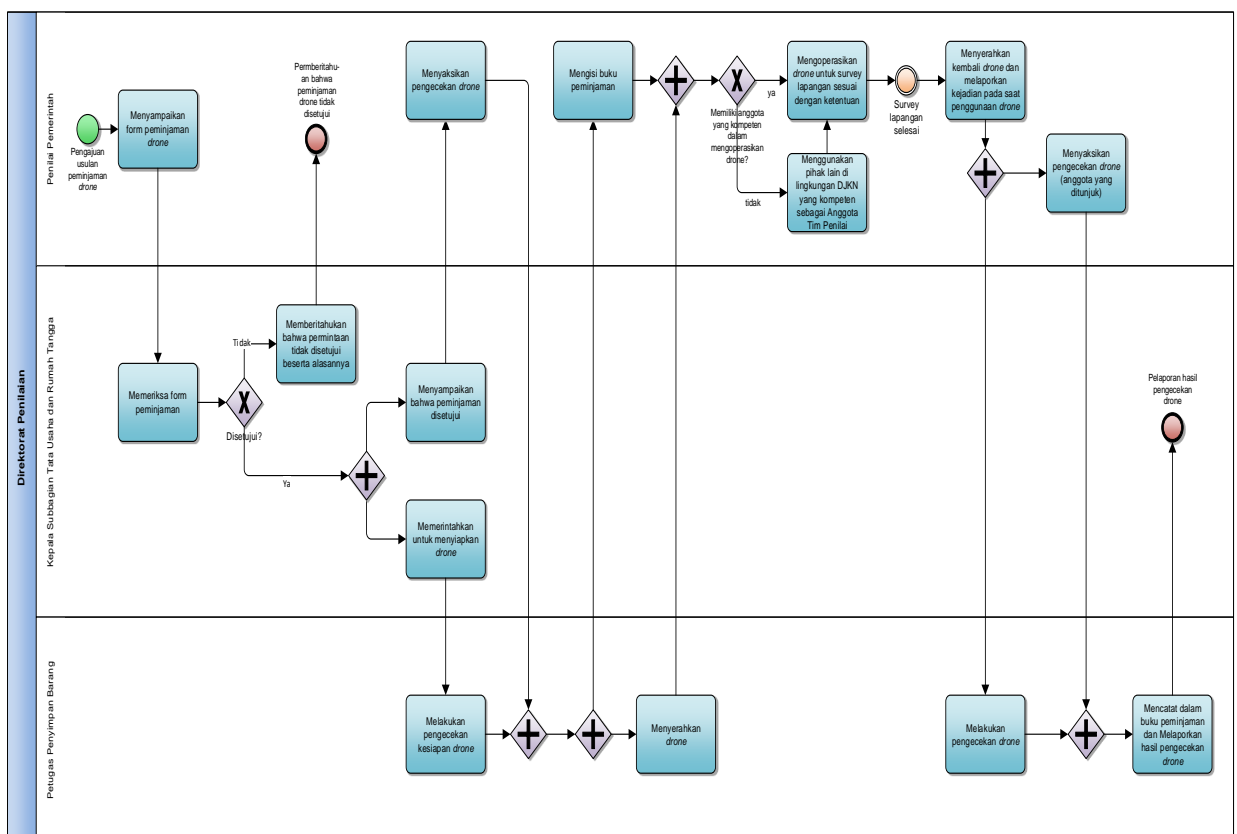 Direktorat Penilaian
Penilai Pemerintah
Pengajuan
usulan
peminjaman
drone
Menyampaikan
form peminjaman
drone
Permberitahu-
an bahwa
peminjaman
drone tidak
disetujui
Menyaksikan
pengecekan drone
Mengisi buku
peminjaman
Memiliki anggota
yang kompeten
dalam
mengoperasikan
drone?
ya
tidak
Mengoperasikan
drone untuk survey
lapangan sesuai
dengan ketentuan
Menggunakan
pihak lain di
lingkungan DJKN
yang kompeten
sebagai Anggota
Tim Penilai
Survey
lapangan
selesai
Menyerahkan
kembali drone dan
melaporkan
kejadian pada saat
penggunaan drone
Menyaksikan
pengecekan drone
(anggota yang
ditunjuk)
Kepala Subbagian Tata Usaha dan Rumah Tangga
Memeriksa form
peminjaman
Disetujui?
Tidak
Ya
Memberitahukan
bahwa permintaan
tidak disetujui
beserta alasannya
Menyampaikan
bahwa peminjaman
disetujui
Memerintahkan
untuk menyiapkan
drone
Pelaporan hasil
pengecekan
drone
Petugas Penyimpan Barang
Melakukan
pengecekan
kesiapan drone
Menyerahkan
drone
Melakukan
pengecekan drone
Mencatat dalam
buku peminjaman
dan Melaporkan
hasil pengecekan
drone